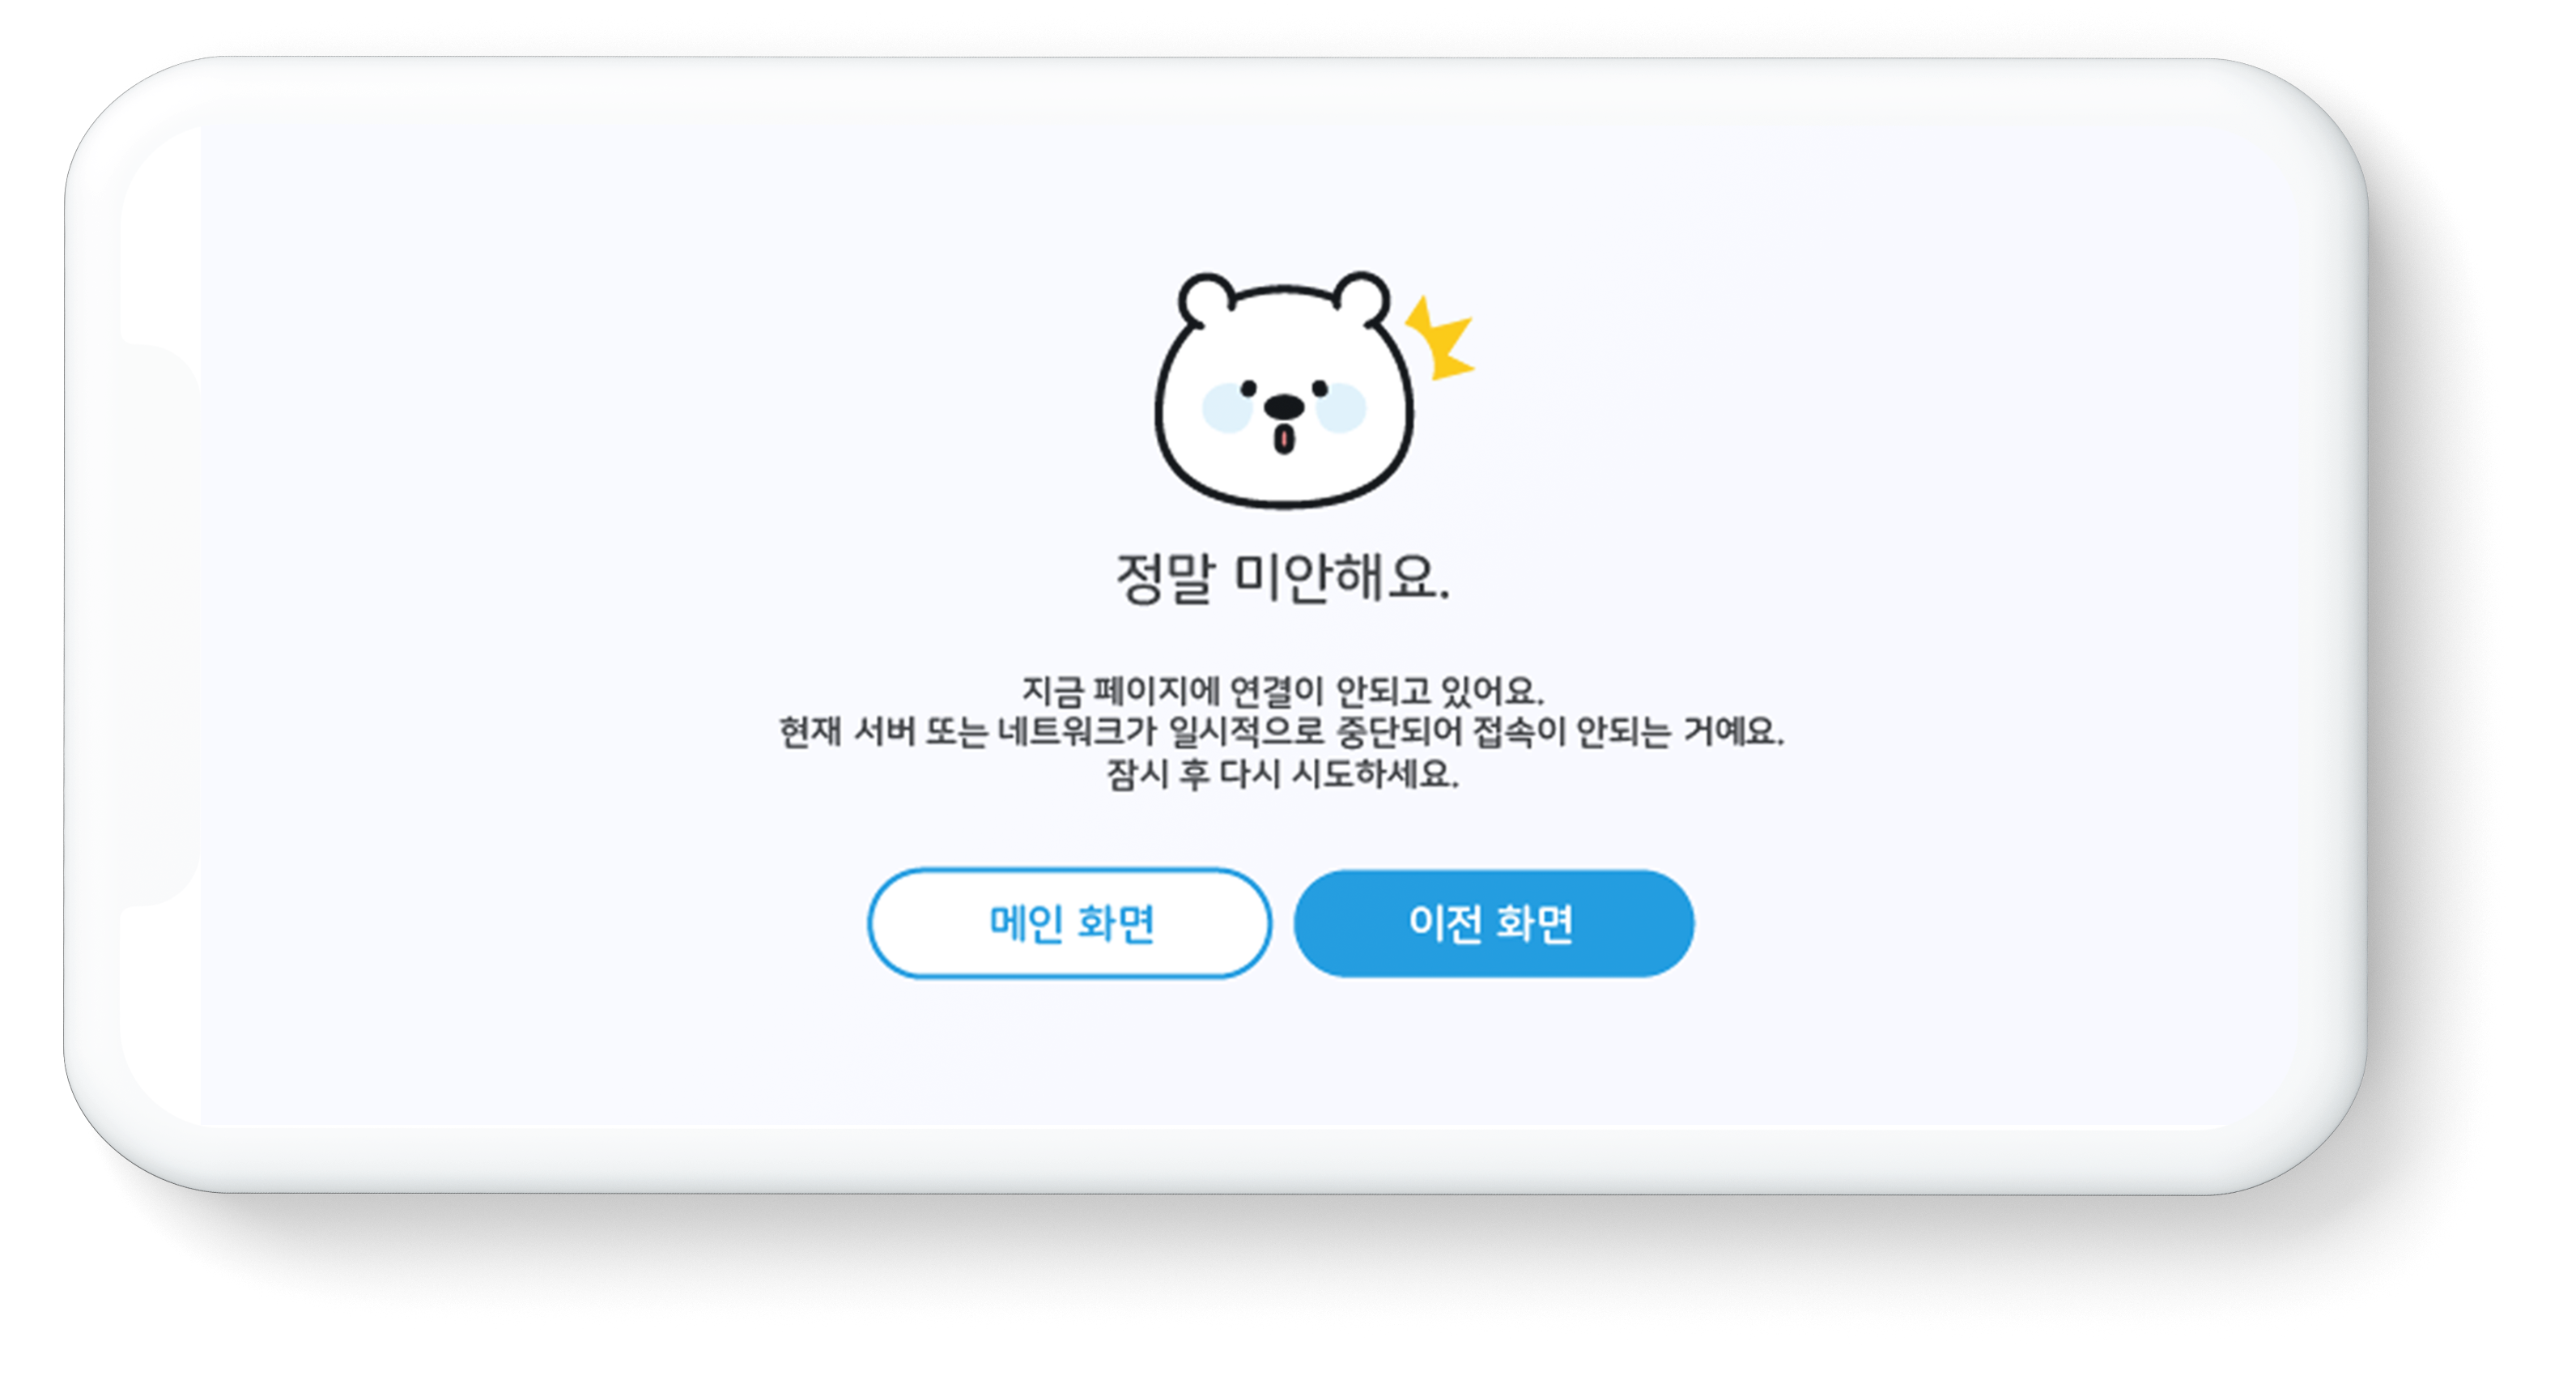 정말 미안해요.
지금 페이지에 연결이 안되고 있어요.
현재 서버 또는 네트워크가 일시적으로 중단되어 접속이 안되는 거예요.
잠시 후 다시 시도하세요.
메인 화면
이전 화면